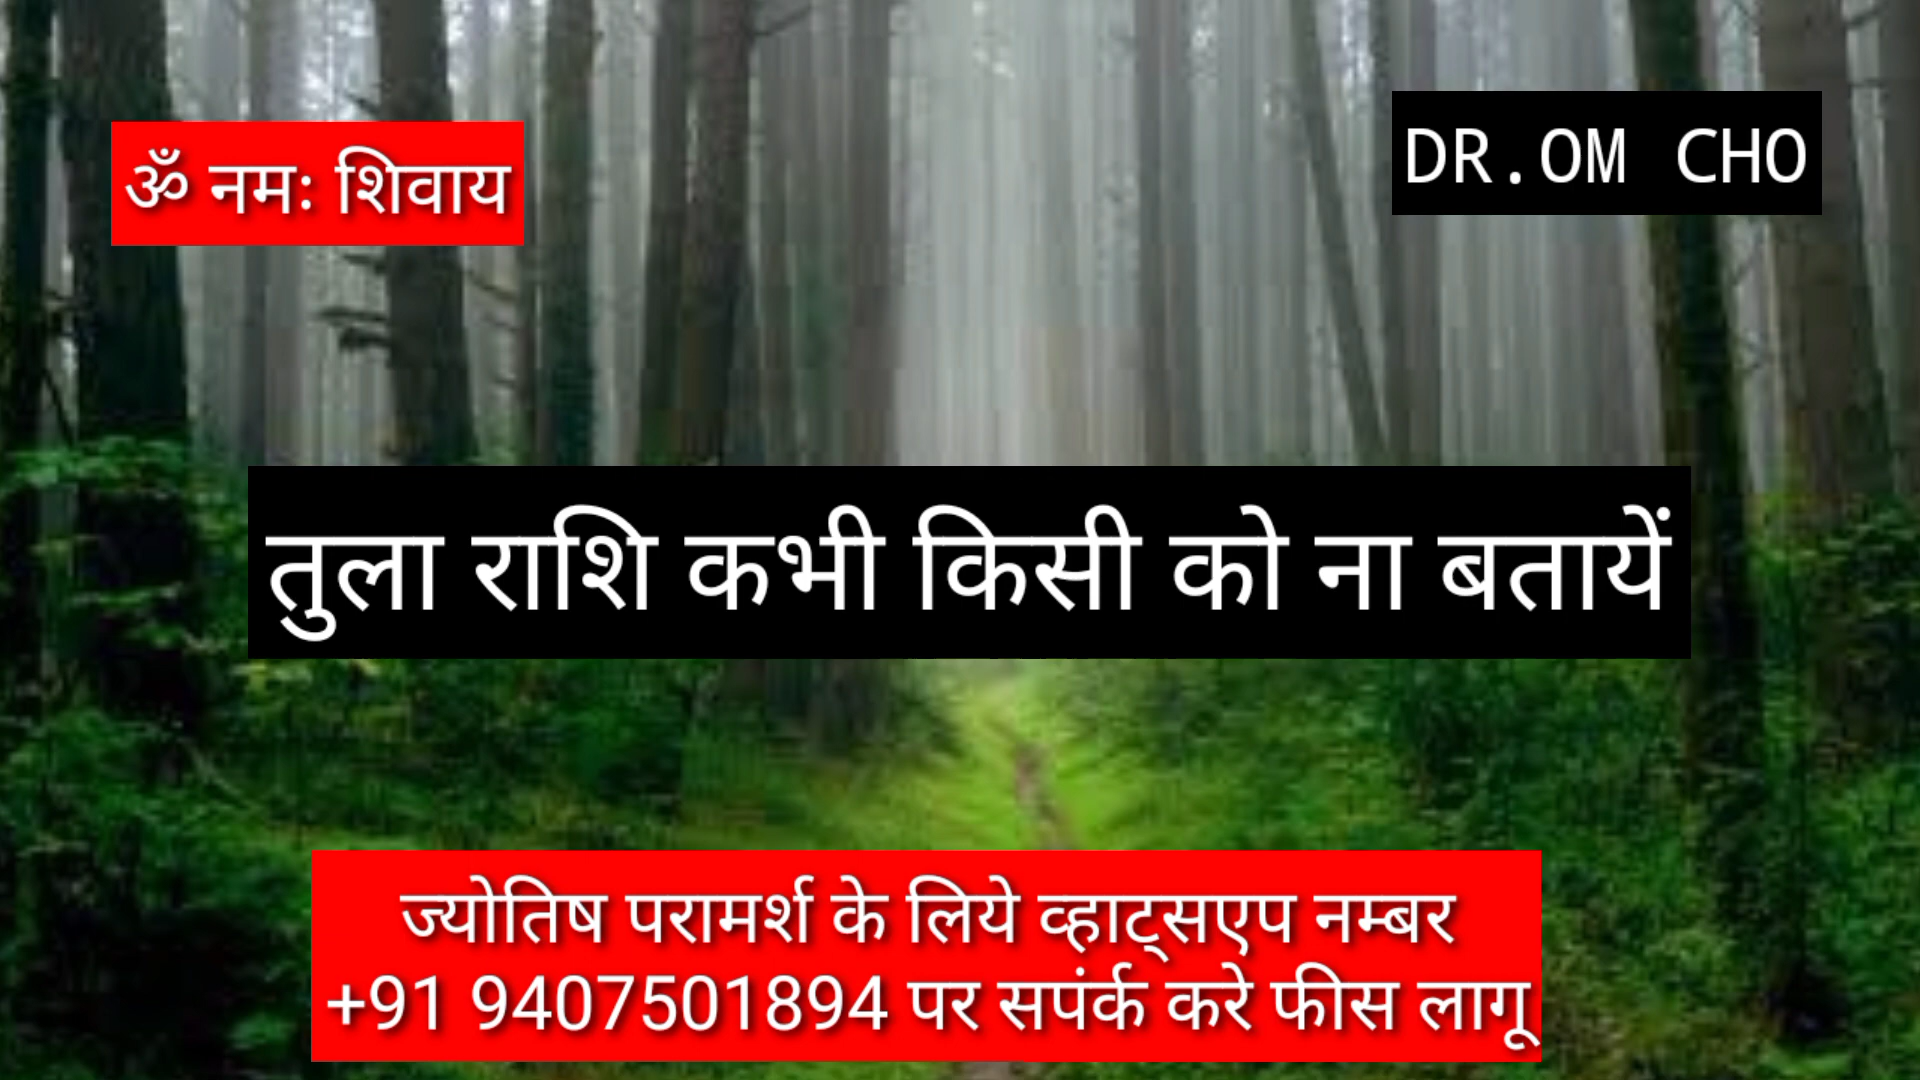 ॐ नमः शिवाय
DR.OM CHO
तुला राशि कभी किसी को ना बतायें
ज्योतिष परामर्श के लिये व्हाट्सएप नम्बर
+91 9407501894 पर सपंर्क करे फीस लागू